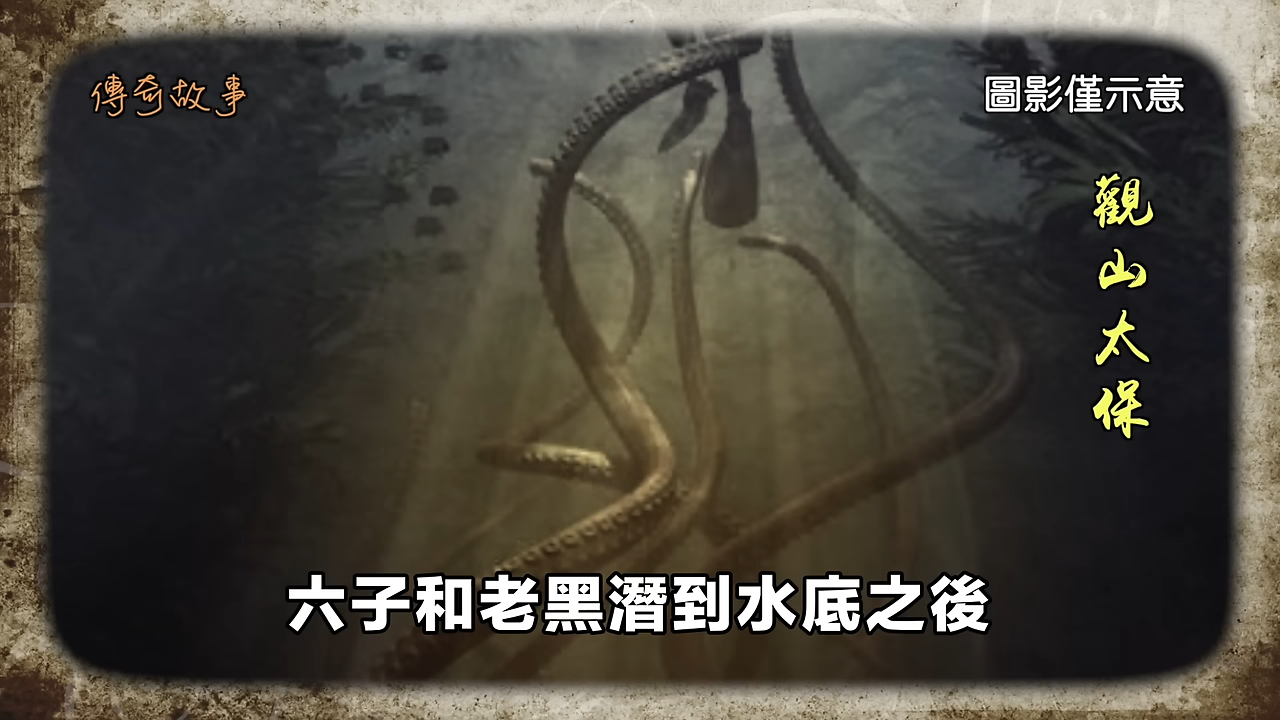 傳奇故事
圖影僅示意
觀山太保
六子和老黑潛到水底之後